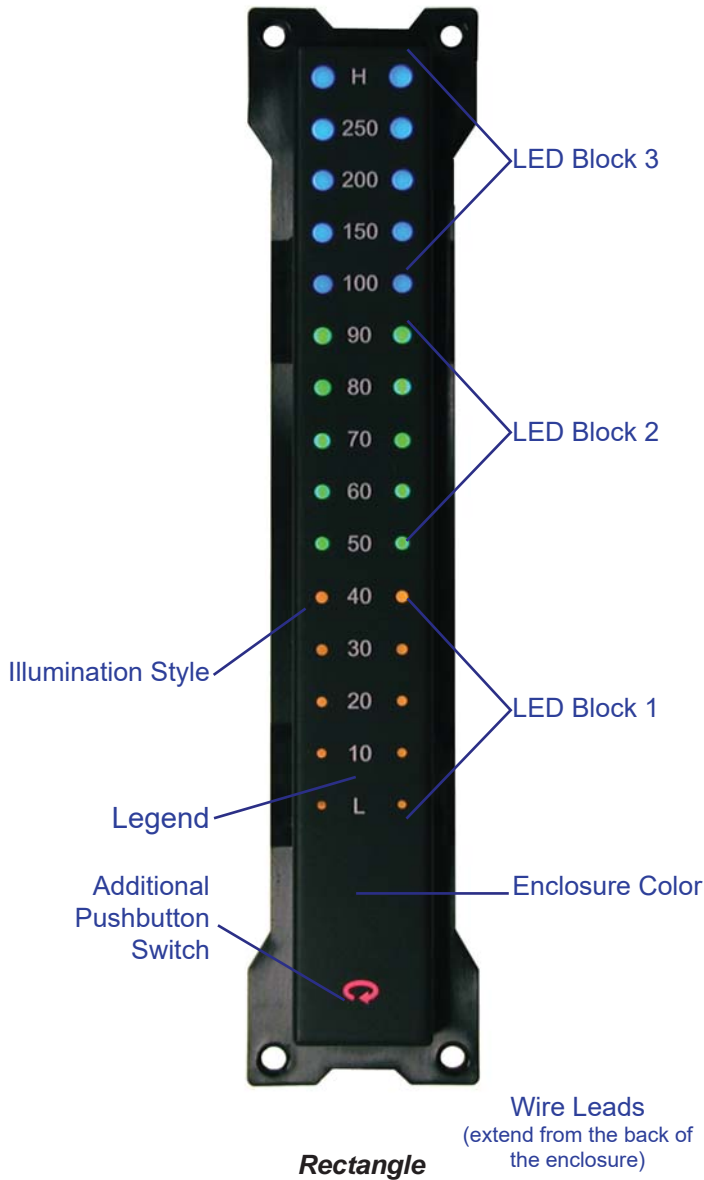 H
250
LED Block 3
200
150
100
90
80
LED Block 2
70
60
50
40
Illumination Style
30
20
LED Block 1
10
Legend
L
Additional
Pushbutton
Switch
Enclosure Color
Wire Leads
(extend from the back of
the enclosure)
Rectangle